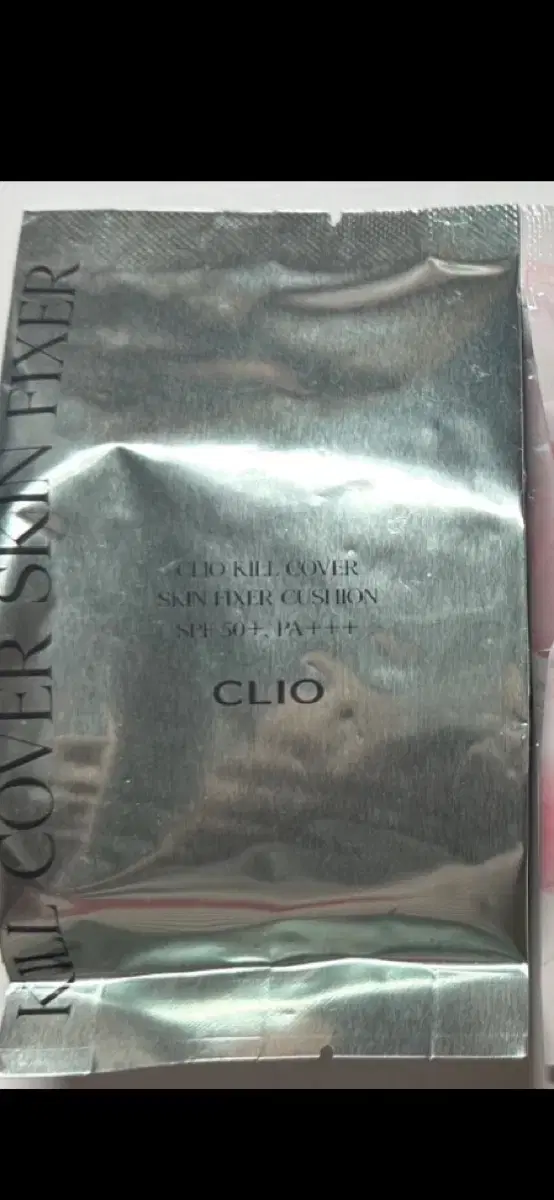 KILL COVER SKIN FIXER
CLIO KILL COVER
SKIN FIXER CUSHION
SPF 50+, PA+++
CLIO